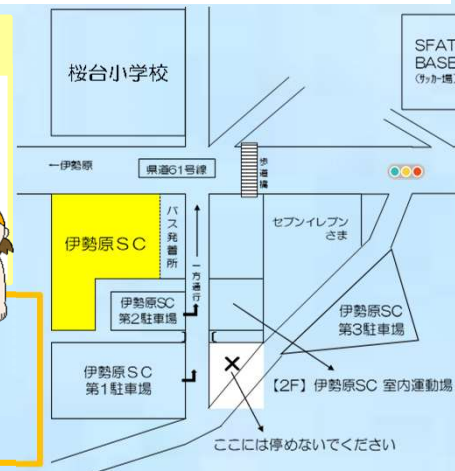 桜台小学校
SFAT
BASE
(サッカー場)
←伊勢原
県道61号線
歩道橋
伊勢原SC
バス発着所
一方通行
セブンイレブン
さま
伊勢原SC
第2駐車場
伊勢原SC
第3駐車場
伊勢原SC
第1駐車場
【2F】伊勢原SC 室内運動場
ここには停めないでください